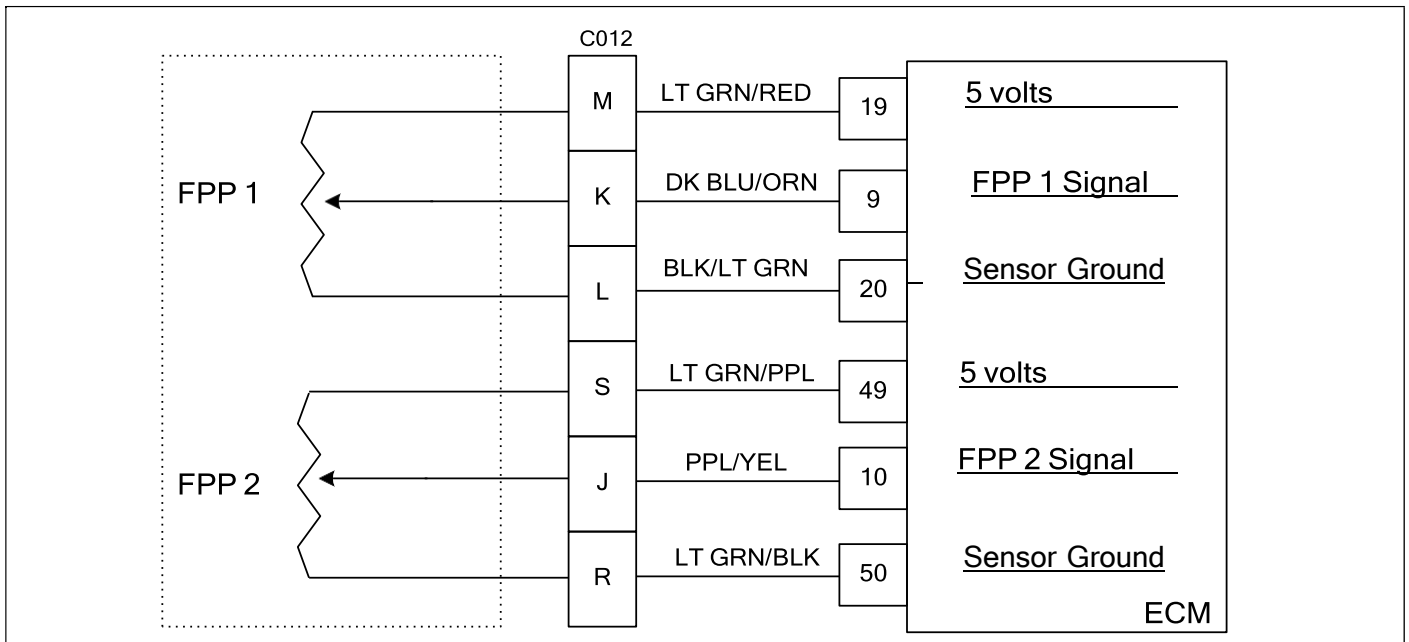 C012
M LT GRN/RED 19 5 volts
FPP 1 K DK BLU/ORN 9 FPP 1 Signal
L BLK/LT GRN 20 Sensor Ground
S LT GRN/PPL 49 5 volts
FPP 2 J PPL/YEL 10 FPP 2 Signal
R LT GRN/BLK 50 Sensor Ground
ECM